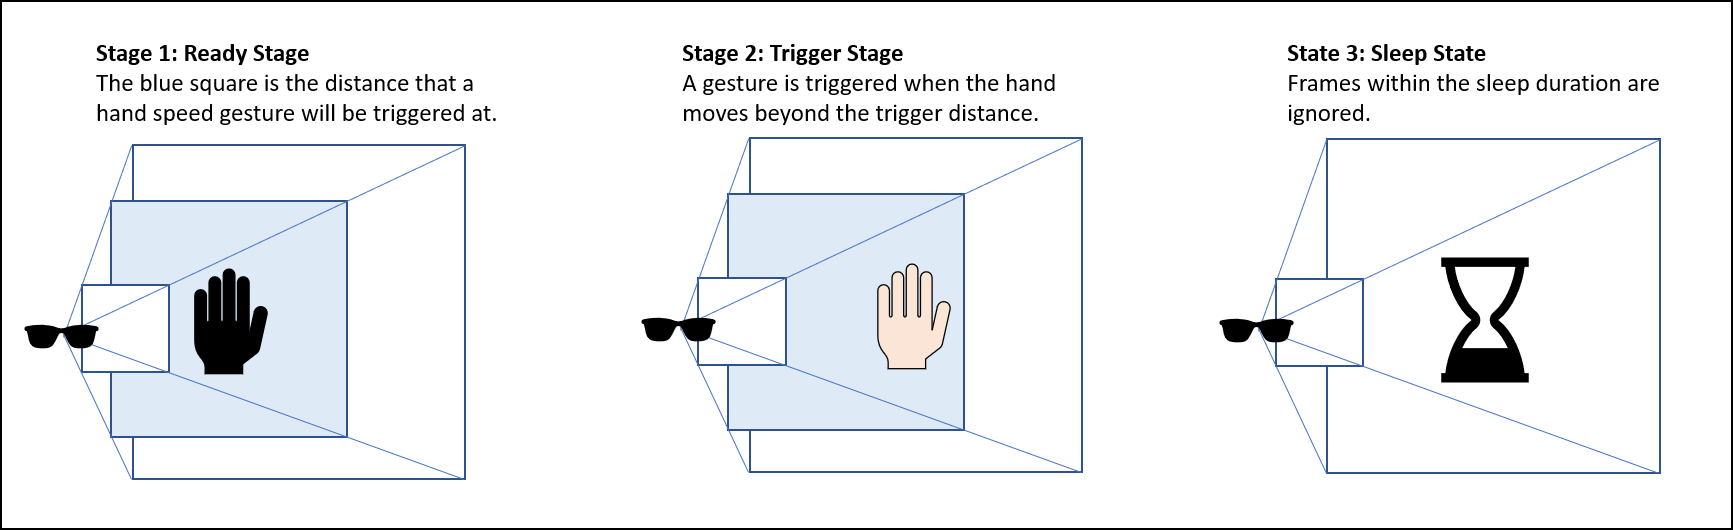 Stage 1: Ready Stage
The blue square is the distance that a
hand speed gesture will be triggered at.
Stage 2: Trigger Stage
A gesture is triggered when the hand
moves beyond the trigger distance.
State 3: Sleep State
Frames within the sleep duration are
ignored.